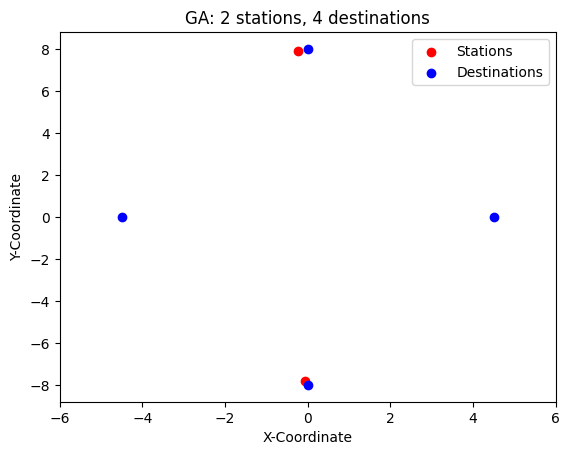 GA: 2 stations, 4 destinations
Stations
Destinations
8
6
4
2
0
−2
−4
−6
−8
Y-Coordinate
−6 −4 −2 0 2 4 6
X-Coordinate